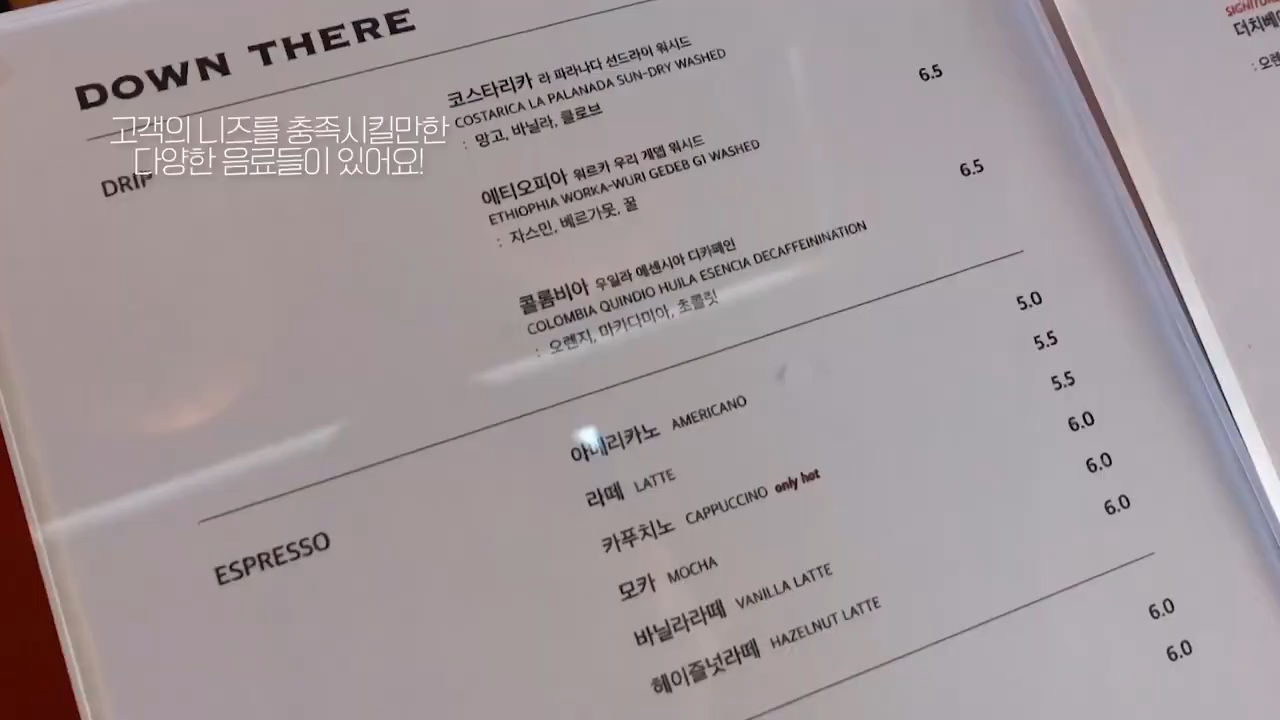 DOWN THERE
고객의 니즈를 충족시킬만한
다양한 음료들이 있어요!
DRIP
코스타리카 라 파라나다 선드라이 워시드
COSTARICA LA PALANADA SUN-DRY WASHED
: 망고, 바닐라, 클로브
6.5
에티오피아 워르카 우리 게뎁 워시드
ETHIOPHIA WORKA-WURI GEDEB G1 WASHED
: 자스민, 베르가못, 꿀
6.5
콜롬비아 우일라 에센시아 디카페인
COLOMBIA QUINDIO HUILA ESENCIA DECAFFEININATION
: 오렌지, 마카다미아, 초콜릿
ESPRESSO
아메리카노 AMERICANO 5.0
라떼 LATTE 5.5
카푸치노 CAPPUCCINO only hot 5.5
모카 MOCHA 6.0
바닐라라떼 VANILLA LATTE 6.0
헤이즐넛라떼 HAZELNUT LATTE 6.0
6.0
6.0
더치베
: 오렌